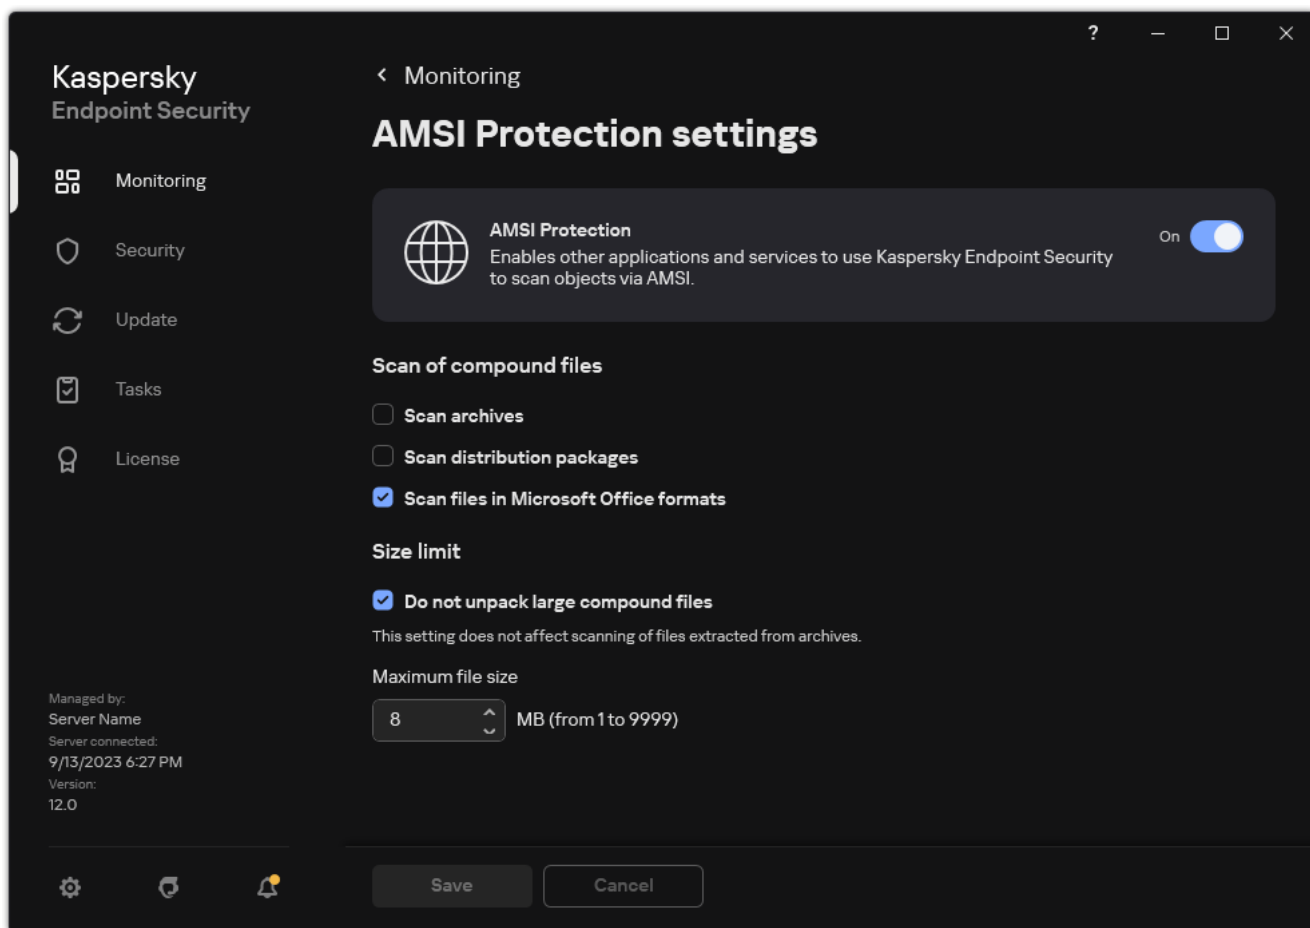 ?
Kaspersky
Endpoint Security
Monitoring
Security
Update
Tasks
License
Managed by:
Server Name
Server connected:
9/13/2023 6:27 PM
Version:
12.0
Monitoring
AMSI Protection settings
AMSI Protection
Enables other applications and services to use Kaspersky Endpoint Security
to scan objects via AMSI.
On
Scan of compound files
Scan archives
Scan distribution packages
Scan files in Microsoft Office formats
Size limit
Do not unpack large compound files
This setting does not affect scanning of files extracted from archives.
Maximum file size
8 MB (from 1 to 9999)
Save Cancel